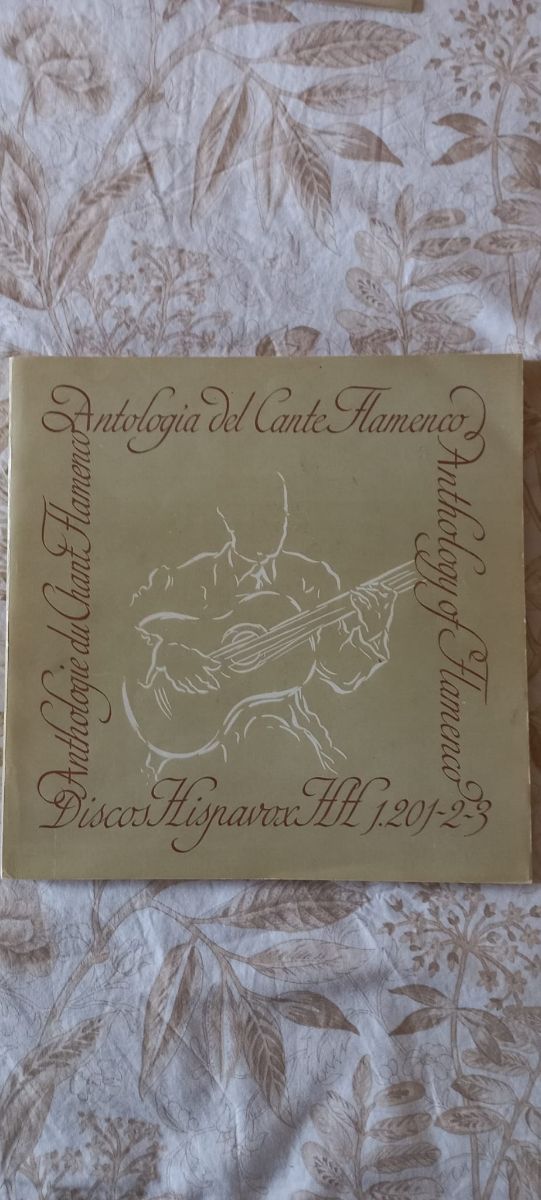 Antologia del Cante Flamenco
Anthology of Flamenco
Anthologie du Chant Flamenco
Discos Hispavox HH 1.201-2-3